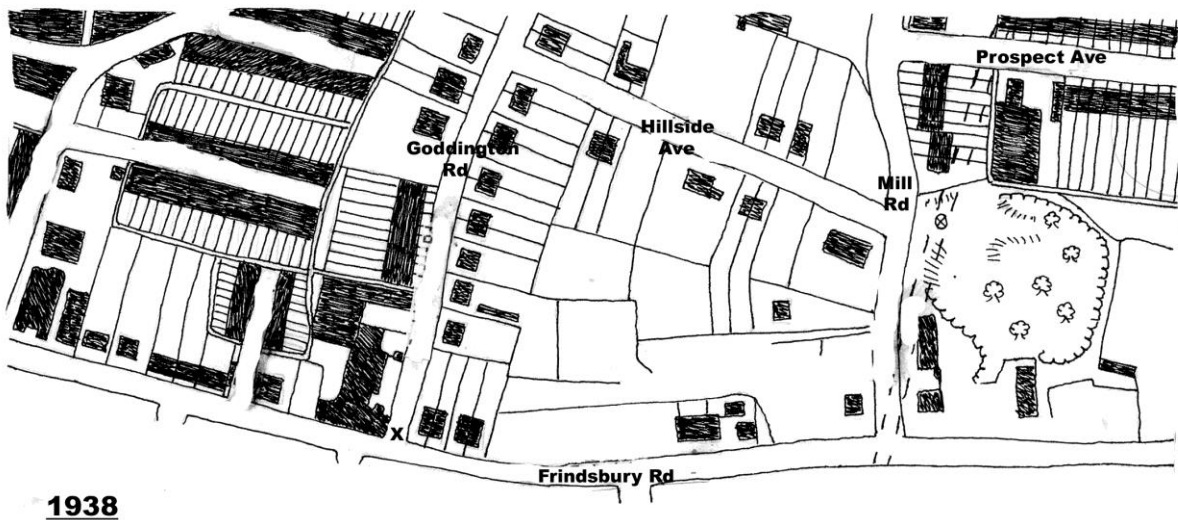 Prospect Ave
Hillside
Ave
Goddington
Rd
Mill
Rd
X
Frindsbury Rd
1938